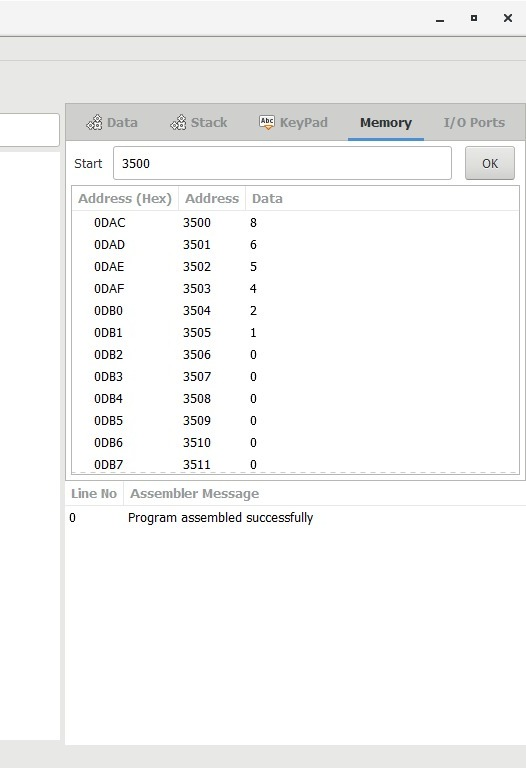 Data Stack Abc KeyPad Memory I/O Ports
Start 3500 OK
Address (Hex) Address Data
0DAC 3500 8
0DAD 3501 6
0DAE 3502 5
0DAF 3503 4
0DB0 3504 2
0DB1 3505 1
0DB2 3506 0
0DB3 3507 0
0DB4 3508 0
0DB5 3509 0
0DB6 3510 0
0DB7 3511 0
Line No Assembler Message
0 Program assembled successfully